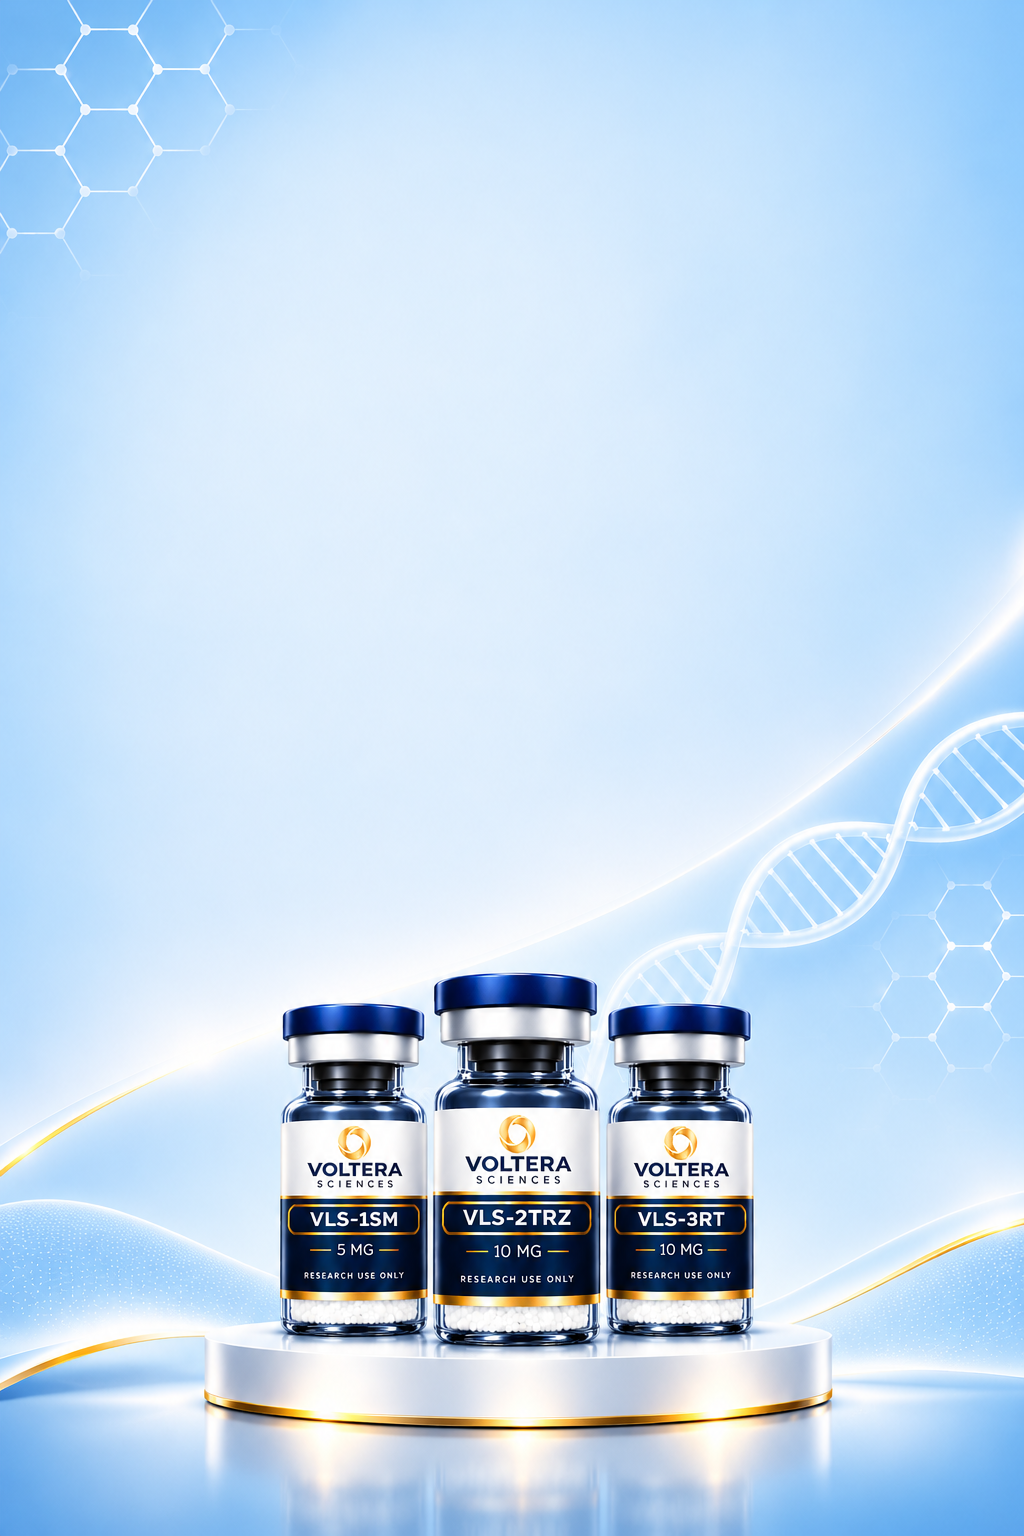 VOLTERA
SCIENCES
VLS-1SM
5 MG
RESEARCH USE ONLY
VOLTERA
SCIENCES
VLS-2TRZ
10 MG
RESEARCH USE ONLY
VOLTERA
SCIENCES
VLS-3RT
10 MG
RESEARCH USE ONLY